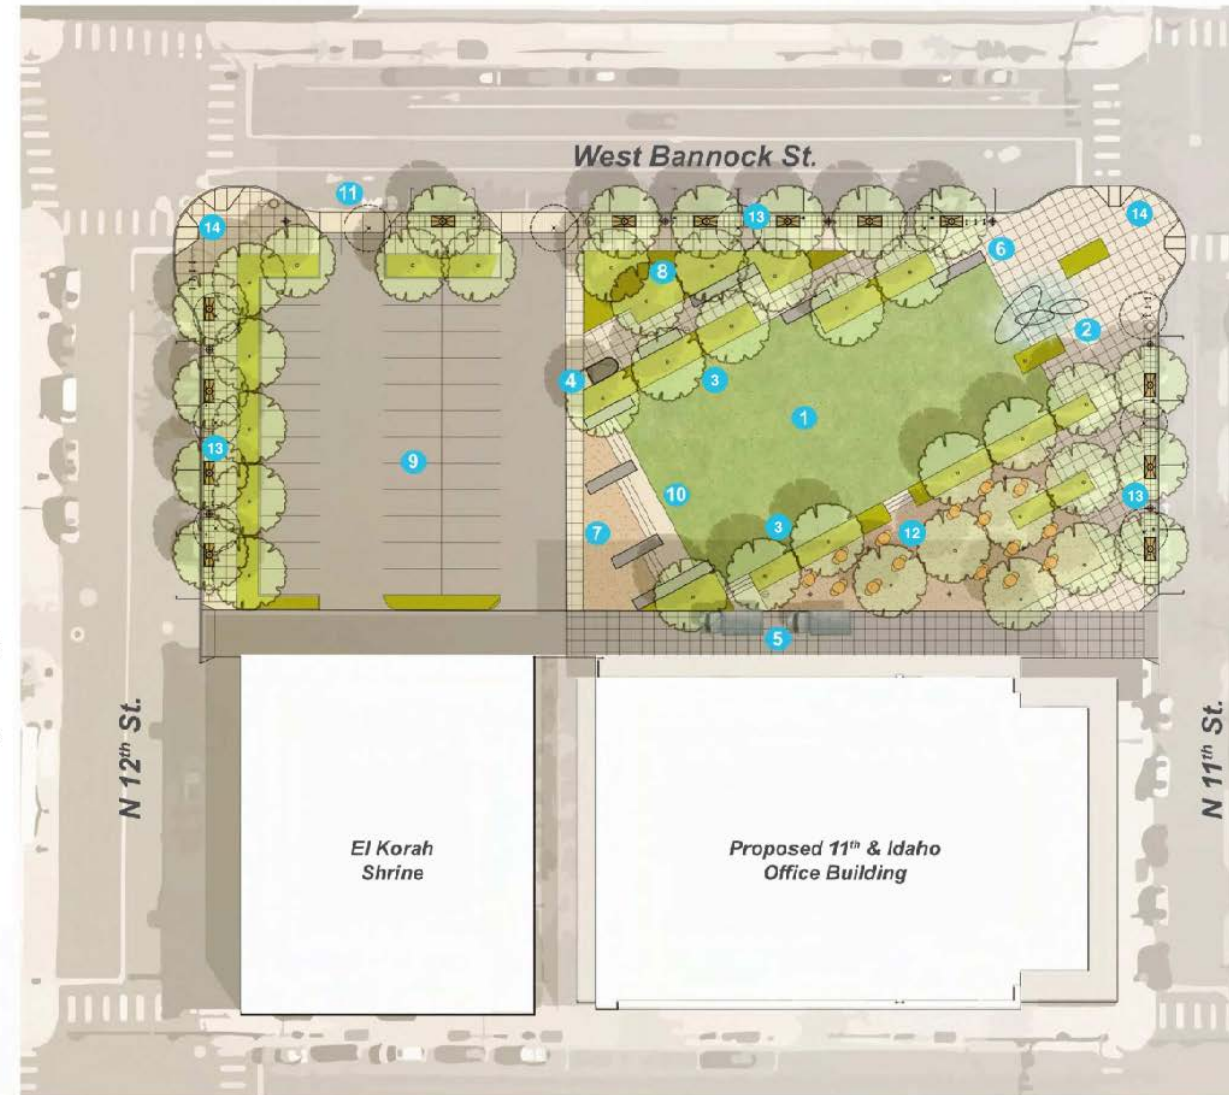 West Bannock St.
11
14
13
14
6
8
2
4
3
1
9
10
13
13
7
3
12
5
N 12th St.
N 11th St.
El Korah
Shrine
Proposed 11th & Idaho
Office Building